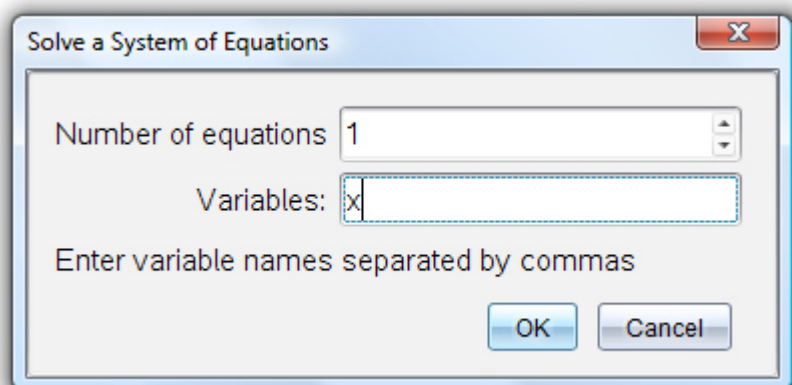 Solve a System of Equations
Number of equations 1
Variables: x
Enter variable names separated by commas
OK Cancel